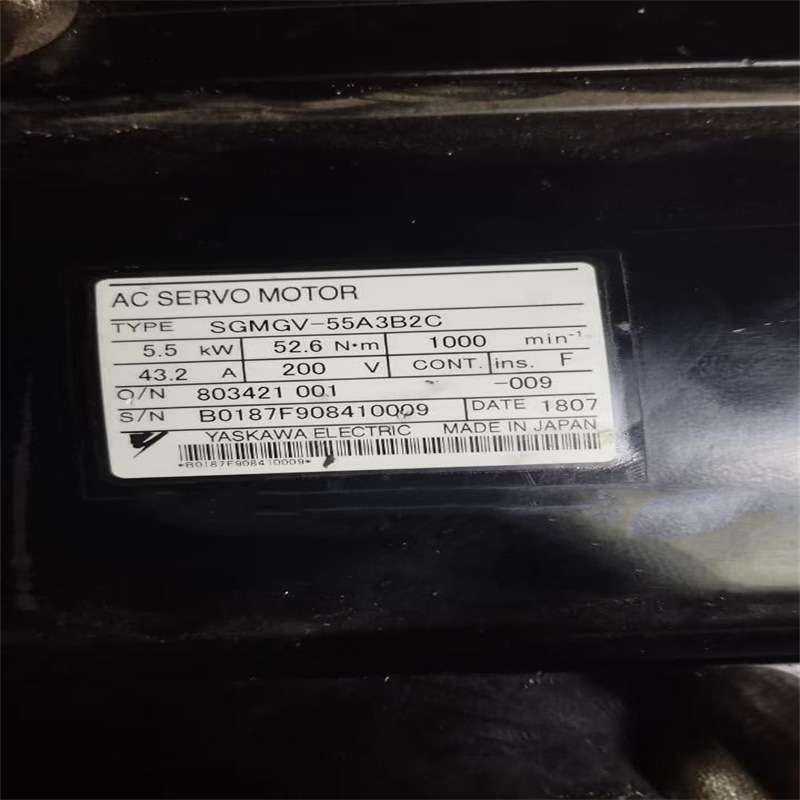 AC SERVO MOTOR
TYPE SGMGV-55A3B2C
5.5 kW 52.6 N·m 1000 min⁻¹
43.2 A 200 V CONT. ins. F
O/N 803421 001 -009
S/N B0187F908410009 DATE 1807
YASKAWA ELECTRIC MADE IN JAPAN
*B0187F908410009*